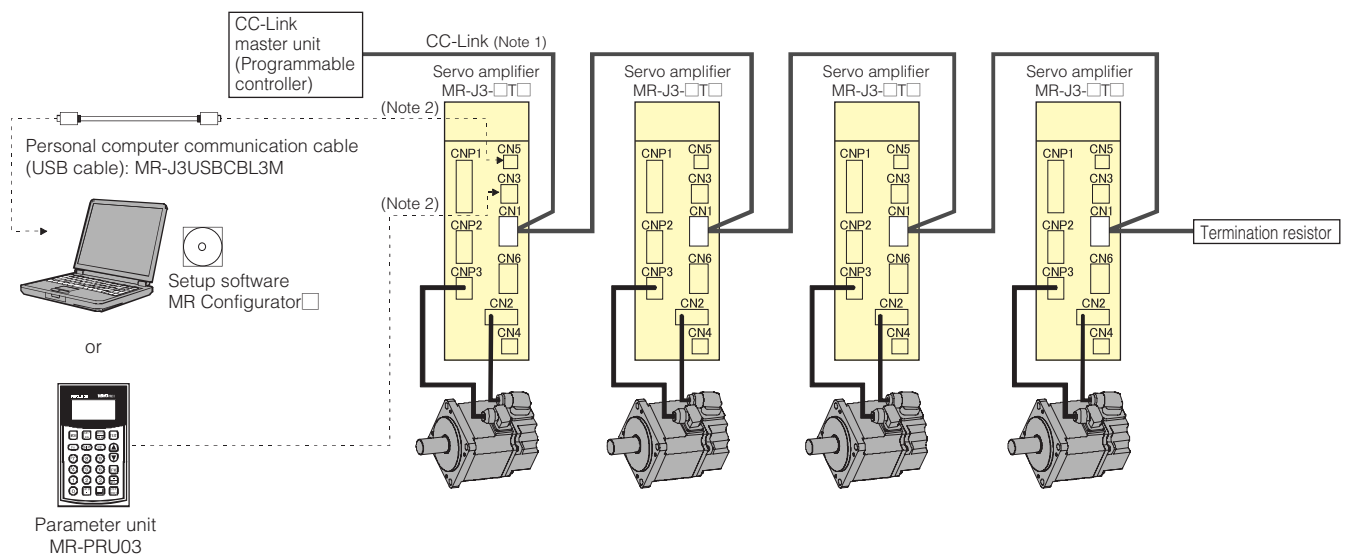 CC-Link
master unit
(Programmable
controller)
CC-Link (Note 1)
Servo amplifier
MR-J3-□T□
Servo amplifier
MR-J3-□T□
Servo amplifier
MR-J3-□T□
Servo amplifier
MR-J3-□T□
(Note 2)
Personal computer communication cable
(USB cable): MR-J3USBCBL3M
(Note 2)
Setup software
MR Configurator□
or
Parameter unit
MR-PRU03
CNP1
CN5
CN3
CN1
CNP2
CN6
CNP3
CN2
CN4
CNP1
CN5
CN3
CN1
CNP2
CN6
CNP3
CN2
CN4
CNP1
CN5
CN3
CN1
CNP2
CN6
CNP3
CN2
CN4
CNP1
CN5
CN3
CN1
CNP2
CN6
CNP3
CN2
CN4
Termination resistor